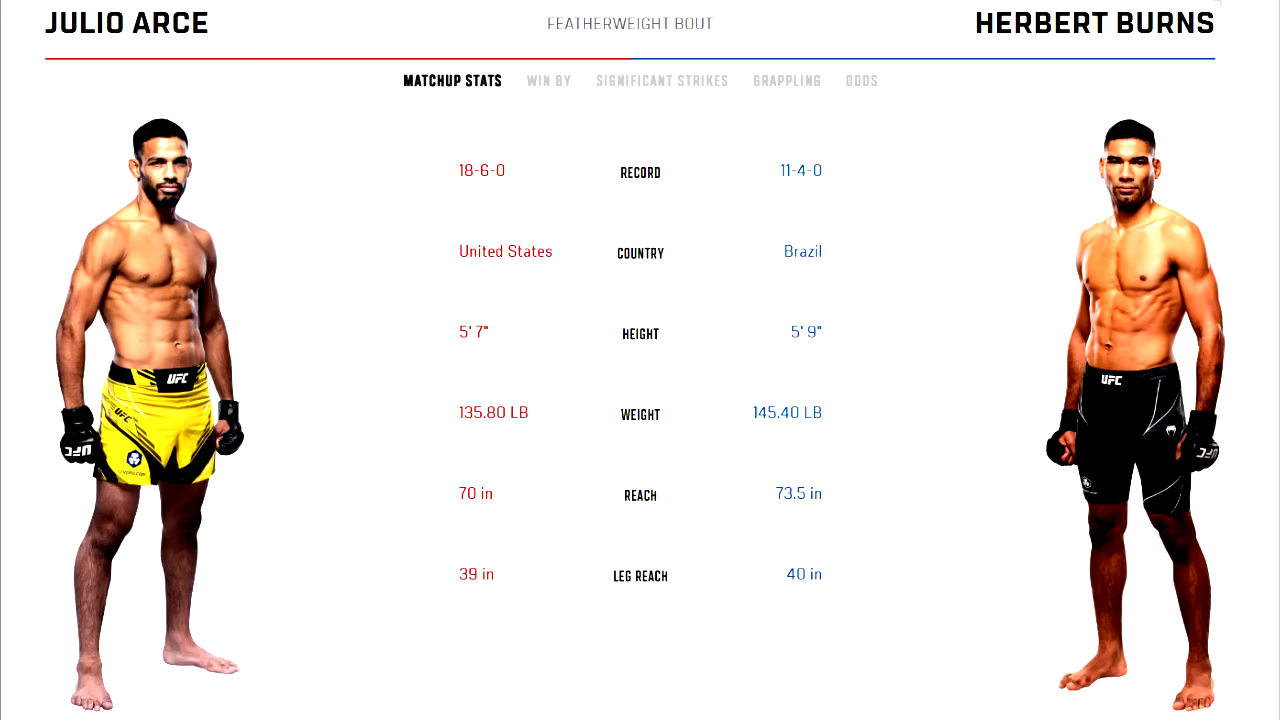 JULIO ARCE
FEATHERWEIGHT BOUT
HERBERT BURNS
MATCHUP STATS WIN BY SIGNIFICANT STRIKES GRAPPLING ODDS
18-6-0 RECORD 11-4-0
United States COUNTRY Brazil
5' 7" HEIGHT 5' 9"
135.80 LB WEIGHT 145.40 LB
70 in REACH 73.5 in
39 in LEG REACH 40 in
UFC
UFC
UFC
UFC
UFC